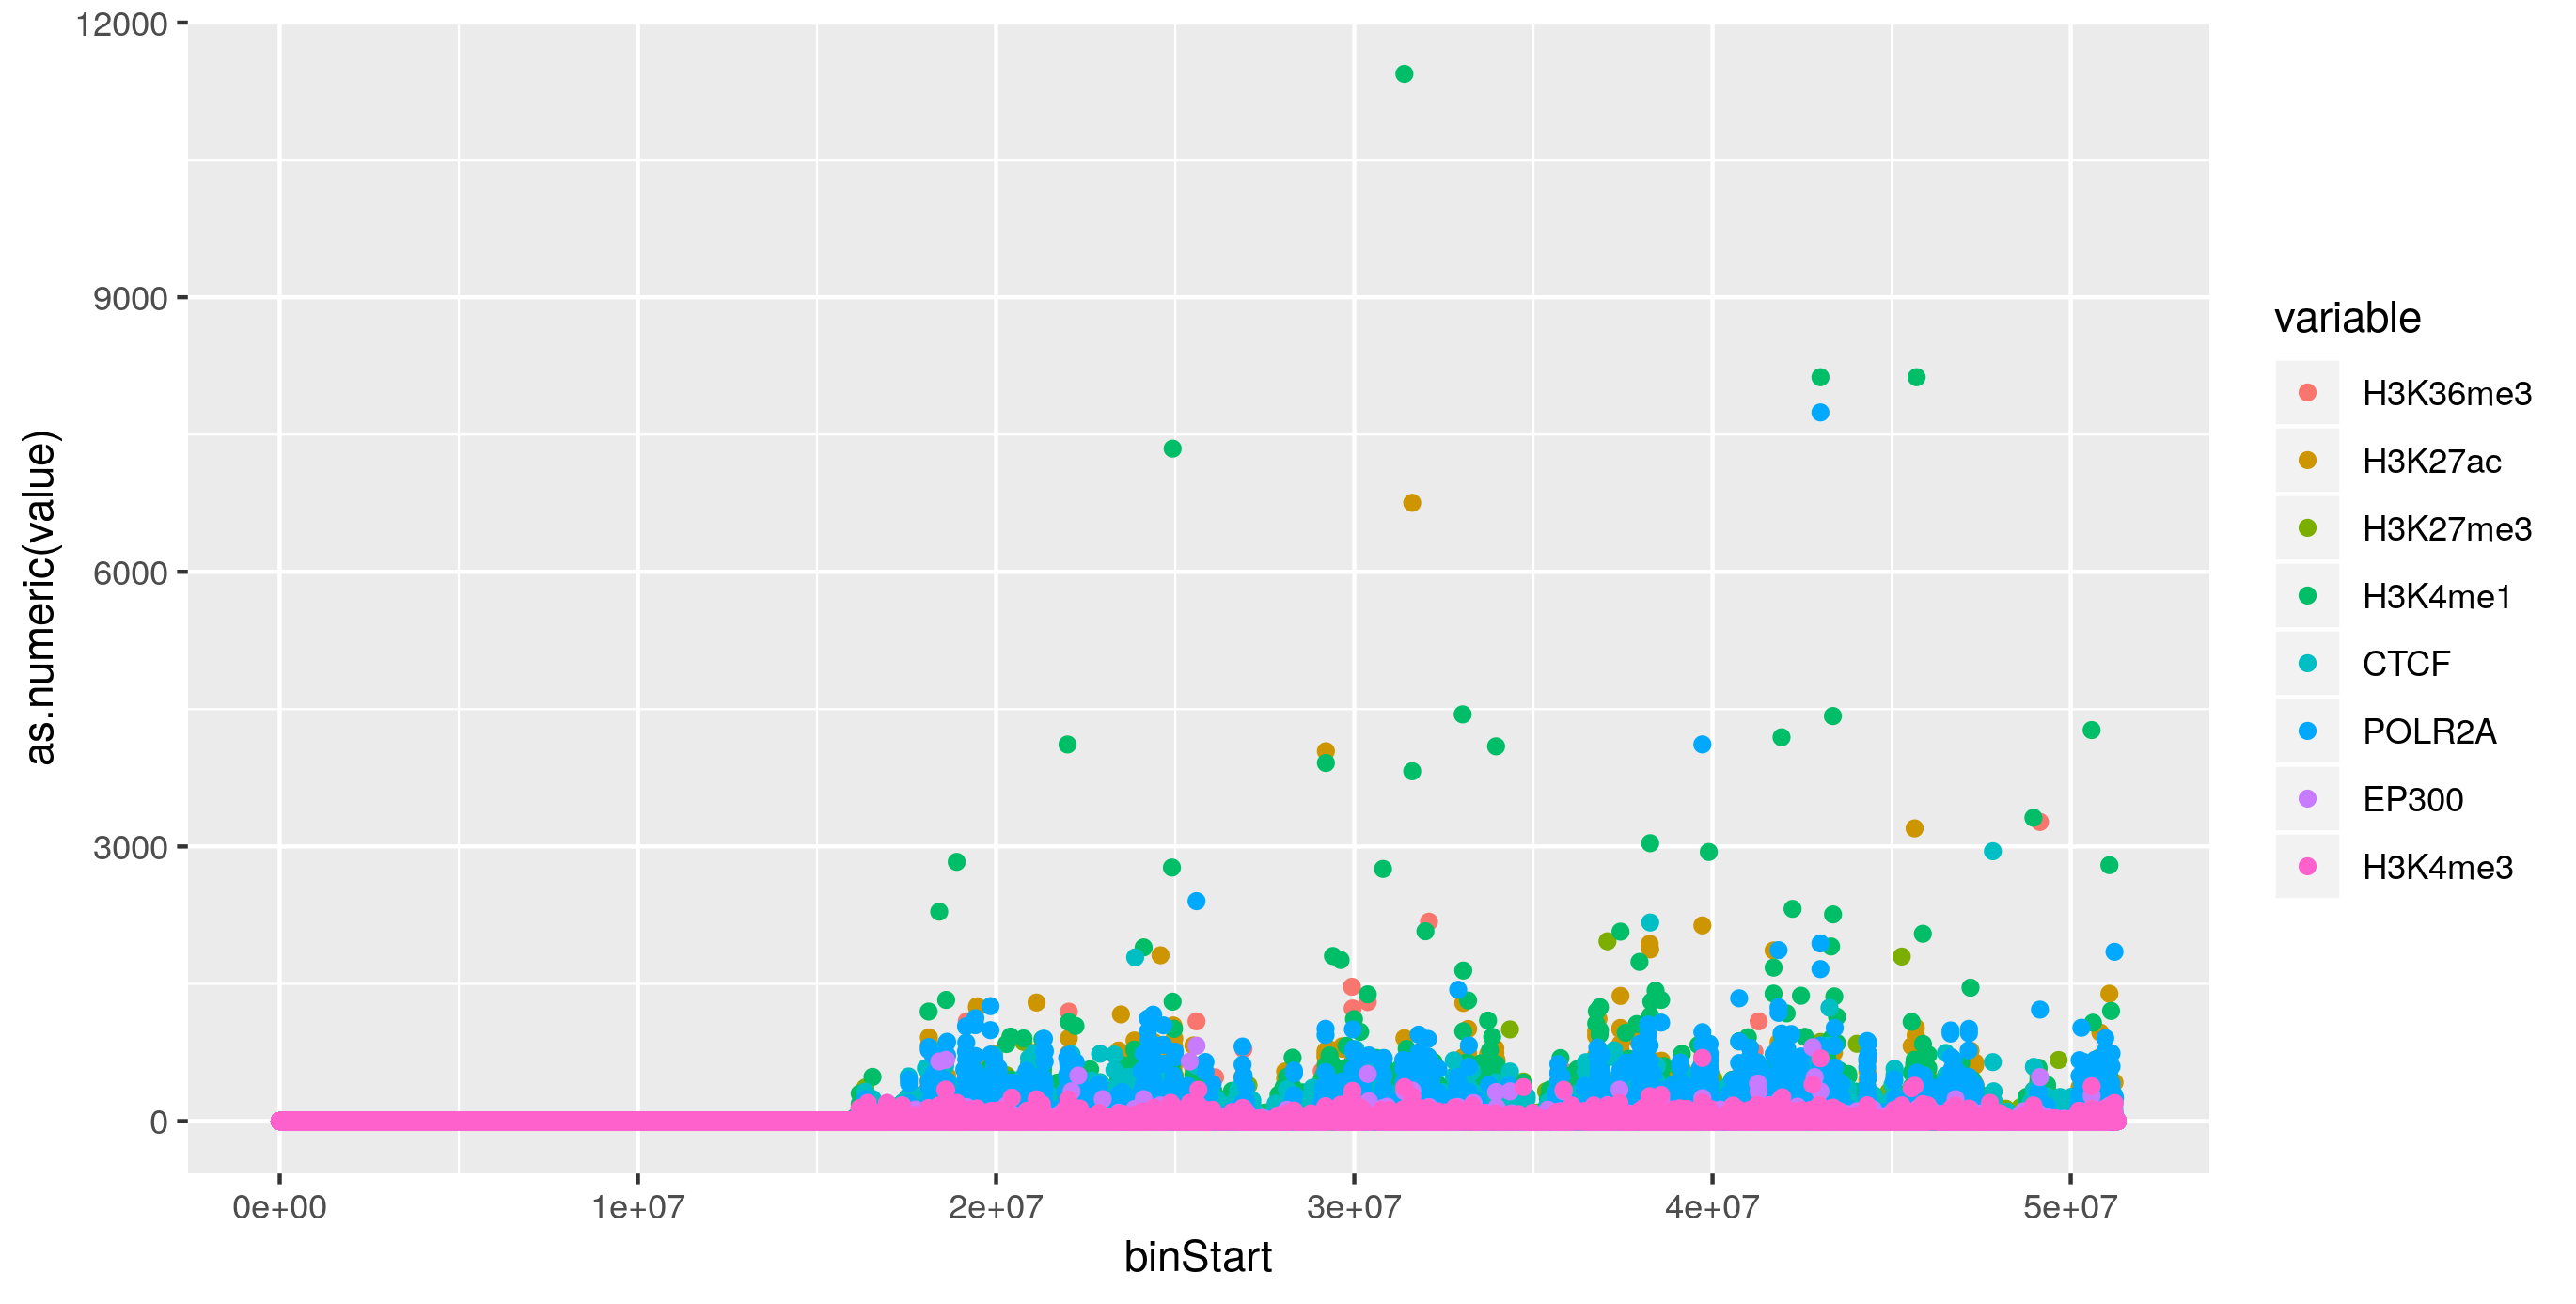 12000
9000
6000
3000
0
as.numeric(value)
0e+00 1e+07 2e+07 3e+07 4e+07 5e+07
binStart
variable
H3K36me3
H3K27ac
H3K27me3
H3K4me1
CTCF
POLR2A
EP300
H3K4me3